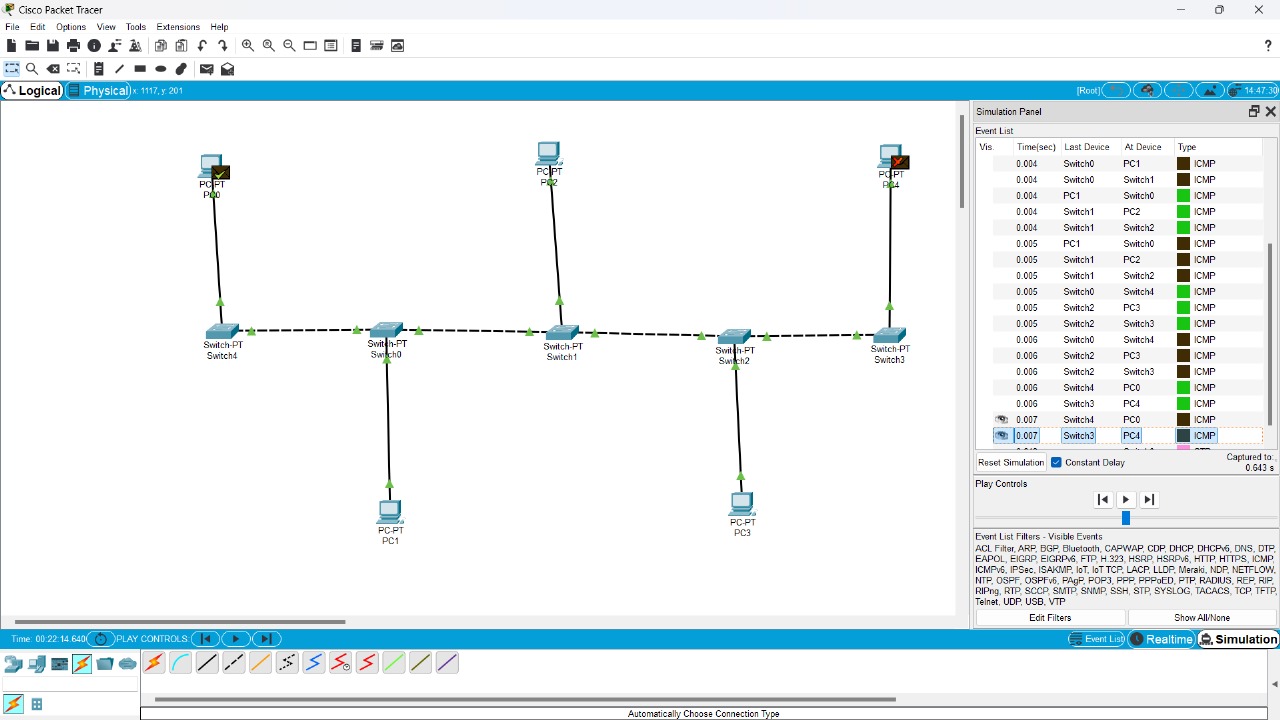 Cisco Packet Tracer
File Edit Options View Tools Extensions Help
Logical Physical x: 1117, y: 201 [Root] 14:47:30
PC-PT
PC0
PC-PT
PC2
PC-PT
PC4
Switch-PT
Switch4
Switch-PT
Switch0
Switch-PT
Switch1
Switch-PT
Switch2
Switch-PT
Switch3
PC-PT
PC1
PC-PT
PC3
Simulation Panel
Event List
Vis. Time(sec) Last Device At Device Type
0.004 Switch0 PC1 ICMP
0.004 Switch0 Switch1 ICMP
0.004 PC1 Switch0 ICMP
0.004 Switch1 PC2 ICMP
0.004 Switch1 Switch2 ICMP
0.005 PC1 Switch0 ICMP
0.005 Switch1 PC2 ICMP
0.005 Switch1 Switch2 ICMP
0.005 Switch0 Switch4 ICMP
0.005 Switch2 PC3 ICMP
0.005 Switch2 Switch3 ICMP
0.006 Switch0 Switch4 ICMP
0.006 Switch2 PC3 ICMP
0.006 Switch2 Switch3 ICMP
0.006 Switch4 PC0 ICMP
0.006 Switch3 PC4 ICMP
0.007 Switch4 PC0 ICMP
0.007 Switch3 PC4 ICMP
Reset Simulation Constant Delay Captured to:
0.643 s
Play Controls
Event List Filters - Visible Events
ACL Filter, ARP, BGP, Bluetooth, CAPWAP, CDP, DHCP, DHCPv6, DNS, DTP,
EAPOL, EIGRP, EIGRPv6, FTP, H.323, HSRP, HSRPv6, HTTP, HTTPS, ICMP,
ICMPv6, IPSec, ISAKMP, IoT, IoT TCP, LACP, LLDP, Meraki, NDP, NETFLOW,
NTP, OSPF, OSPFv6, PAgP, POP3, PPP, PPPoED, PTP, RADIUS, REP, RIP,
RIPng, RTP, SCCP, SMTP, SNMP, SSH, STP, SYSLOG, TACACS, TCP, TFTP,
Telnet, UDP, USB, VTP
Edit Filters Show All/None
Time: 00:22:14.640 PLAY CONTROLS: Event List Realtime Simulation
Automatically Choose Connection Type